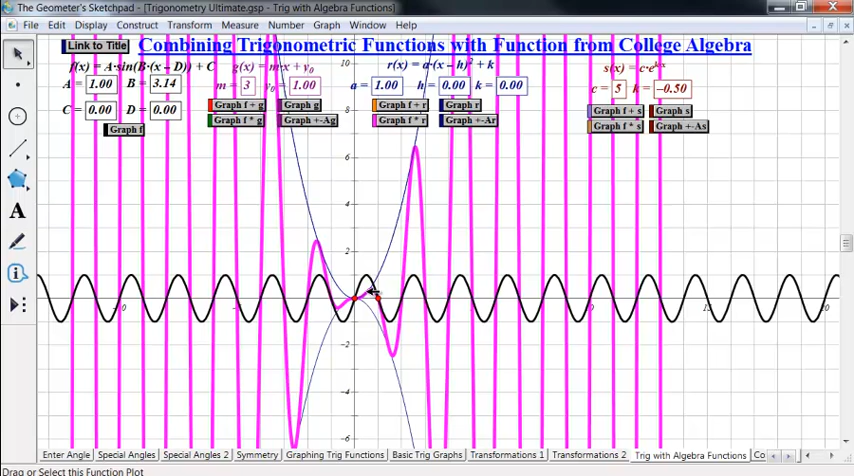 The Geometer's Sketchpad - [Trigonometry Ultimate.gsp - Trig with Algebra Functions]
File Edit Display Construct Transform Measure Number Graph Window Help
Link to Title
Combining Trigonometric Functions with Function from College Algebra
f(x) = A·sin(B·(x – D)) + C
g(x) = m·x + y₀
r(x) = a·(x – h)² + k
s(x) = c·e^(k·x)
A = 1.00 B = 3.14
C = 0.00 D = 0.00
Graph f
m = 3 y₀ = 1.00
Graph f + g Graph g
Graph f * g Graph +-Ag
a = 1.00 h = 0.00 k = 0.00
Graph f + r Graph r
Graph f * r Graph +-Ar
c = 5 k = –0.50
Graph f + s Graph s
Graph f * s Graph +-As
10
8
6
4
2
15
20
–2
–4
–6
Enter Angle Special Angles Special Angles 2 Symmetry Graphing Trig Functions Basic Trig Graphs Transformations 1 Transformations 2 Trig with Algebra Functions Co
Drag or Select this Function Plot